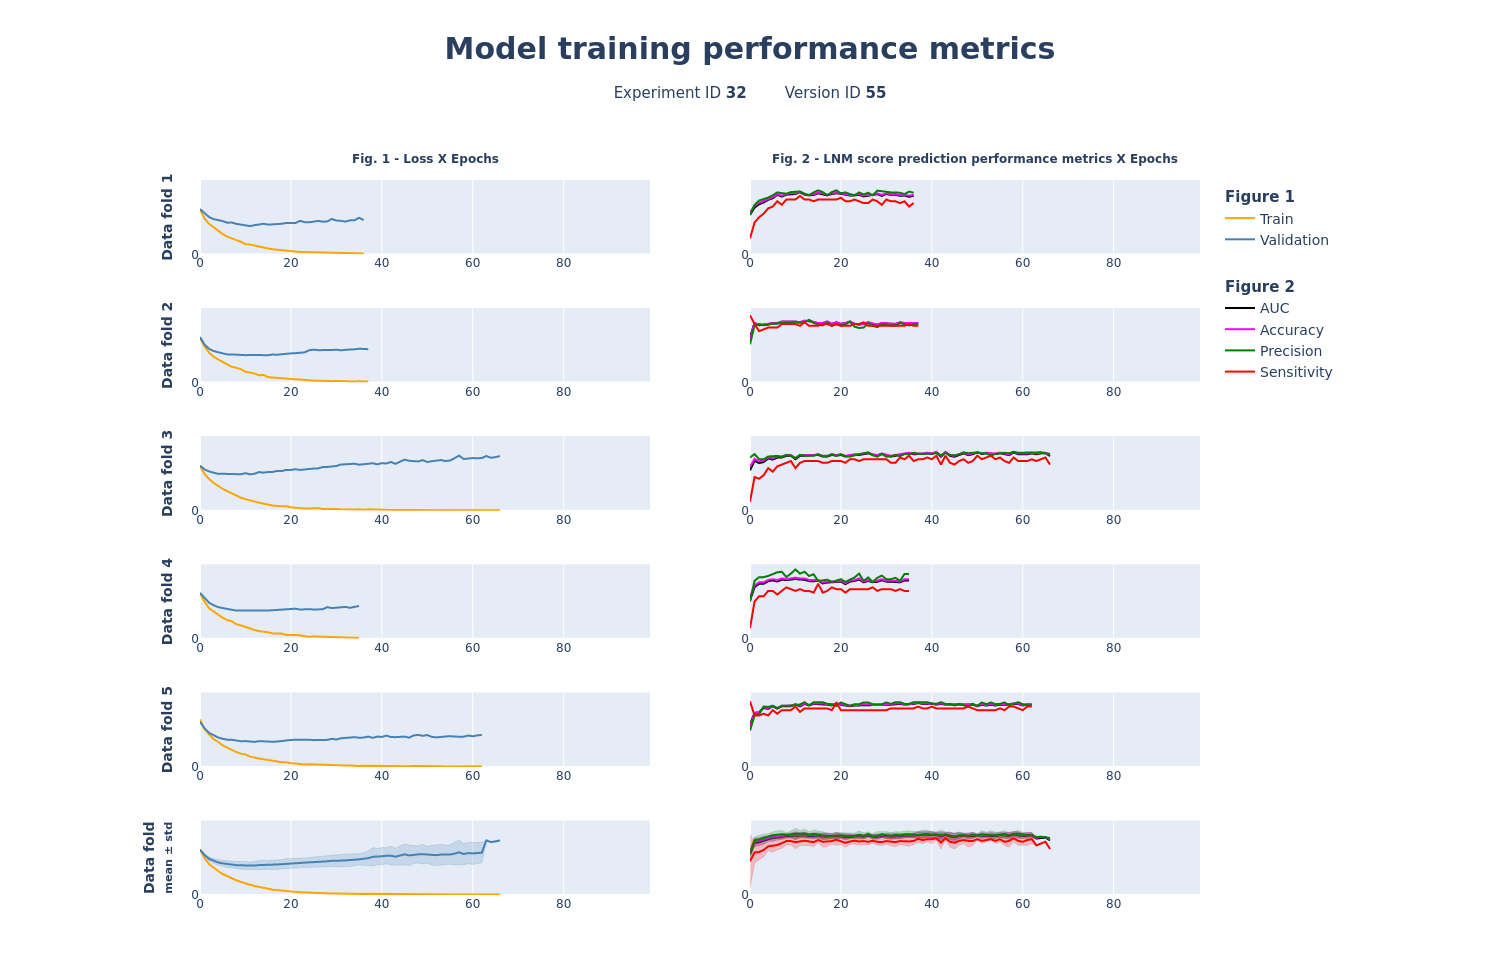 Model training performance metrics
Experiment ID 32 Version ID 55
Fig. 1 - Loss X Epochs
Fig. 2 - LNM score prediction performance metrics X Epochs
Data fold 1
0
0 20 40 60 80
0
0 20 40 60 80
Data fold 2
0
0 20 40 60 80
0
0 20 40 60 80
Data fold 3
0
0 20 40 60 80
0
0 20 40 60 80
Data fold 4
0
0 20 40 60 80
0
0 20 40 60 80
Data fold 5
0
0 20 40 60 80
0
0 20 40 60 80
Data fold
mean ± std
0
0 20 40 60 80
0
0 20 40 60 80
Figure 1
Train
Validation
Figure 2
AUC
Accuracy
Precision
Sensitivity